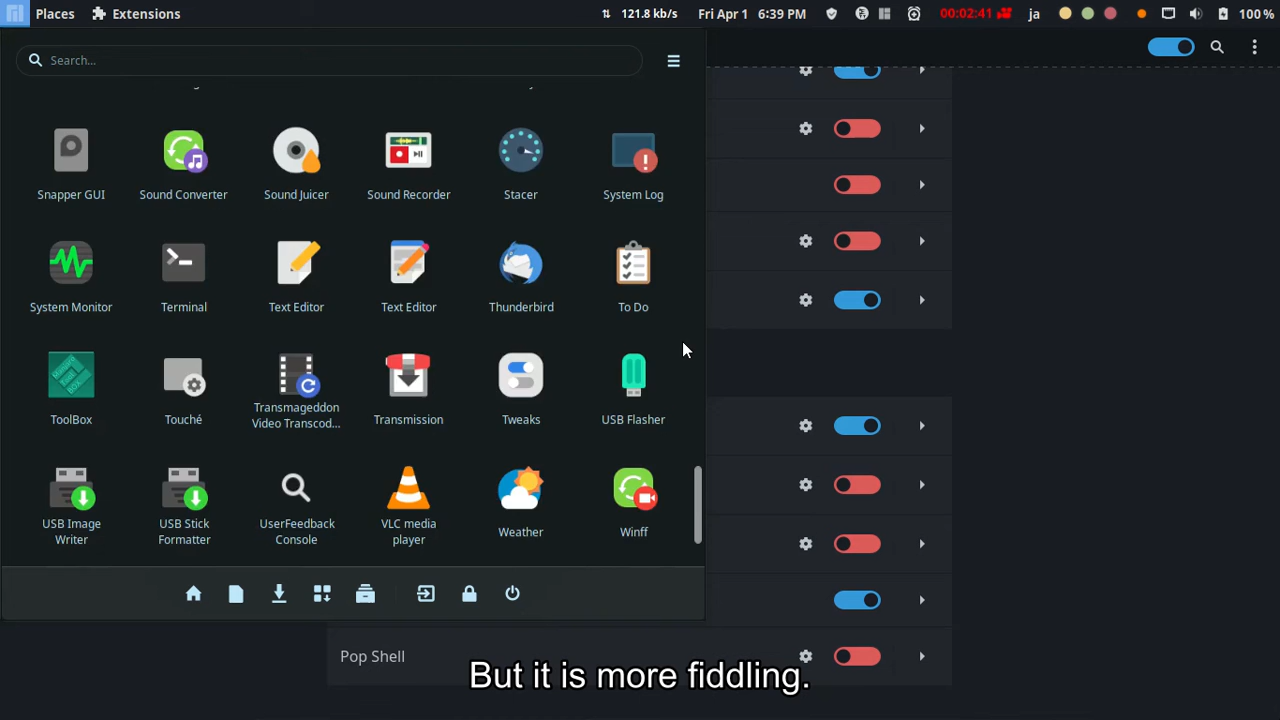 Places Extensions 121.8 kb/s Fri Apr 1 6:39 PM 00:02:41 ja 100 %
Search...
Snapper GUI Sound Converter Sound Juicer Sound Recorder Stacer System Log
System Monitor Terminal Text Editor Text Editor Thunderbird To Do
ToolBox Touché Transmageddon Transmission Tweaks USB Flasher
Video Transcod...
USB Image USB Stick UserFeedback VLC media Weather Winff
Writer Formatter Console player
Pop Shell
But it is more fiddling.